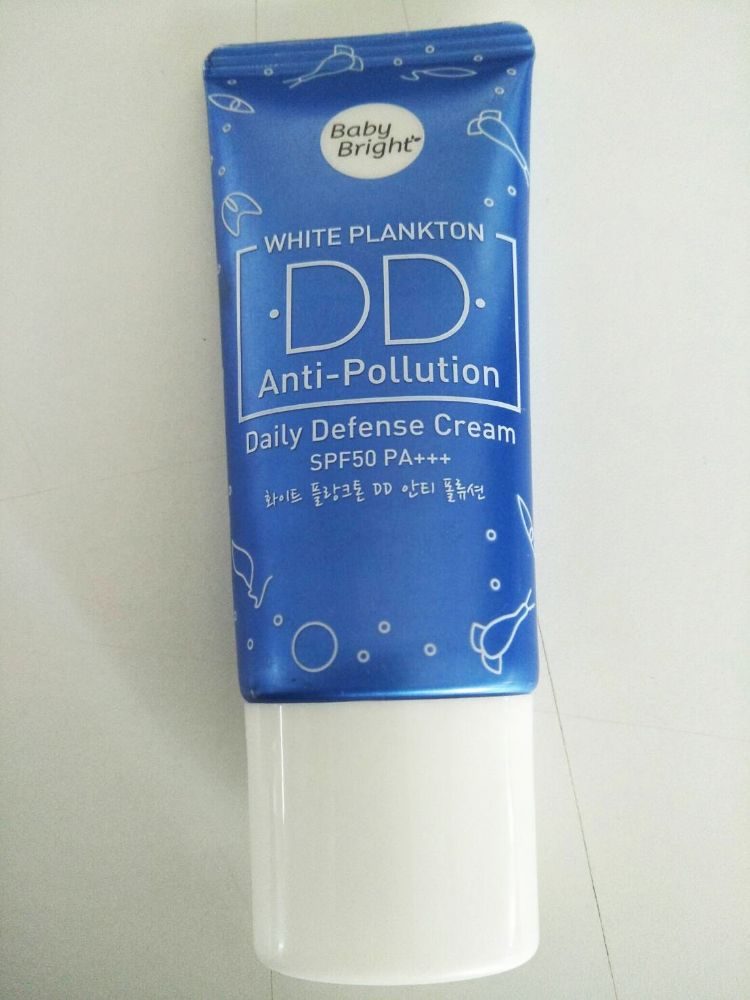 Baby
Bright
WHITE PLANKTON
DD
Anti-Pollution
Daily Defense Cream
SPF50 PA+++
화이트 플랑크톤 DD 안티 폴류션